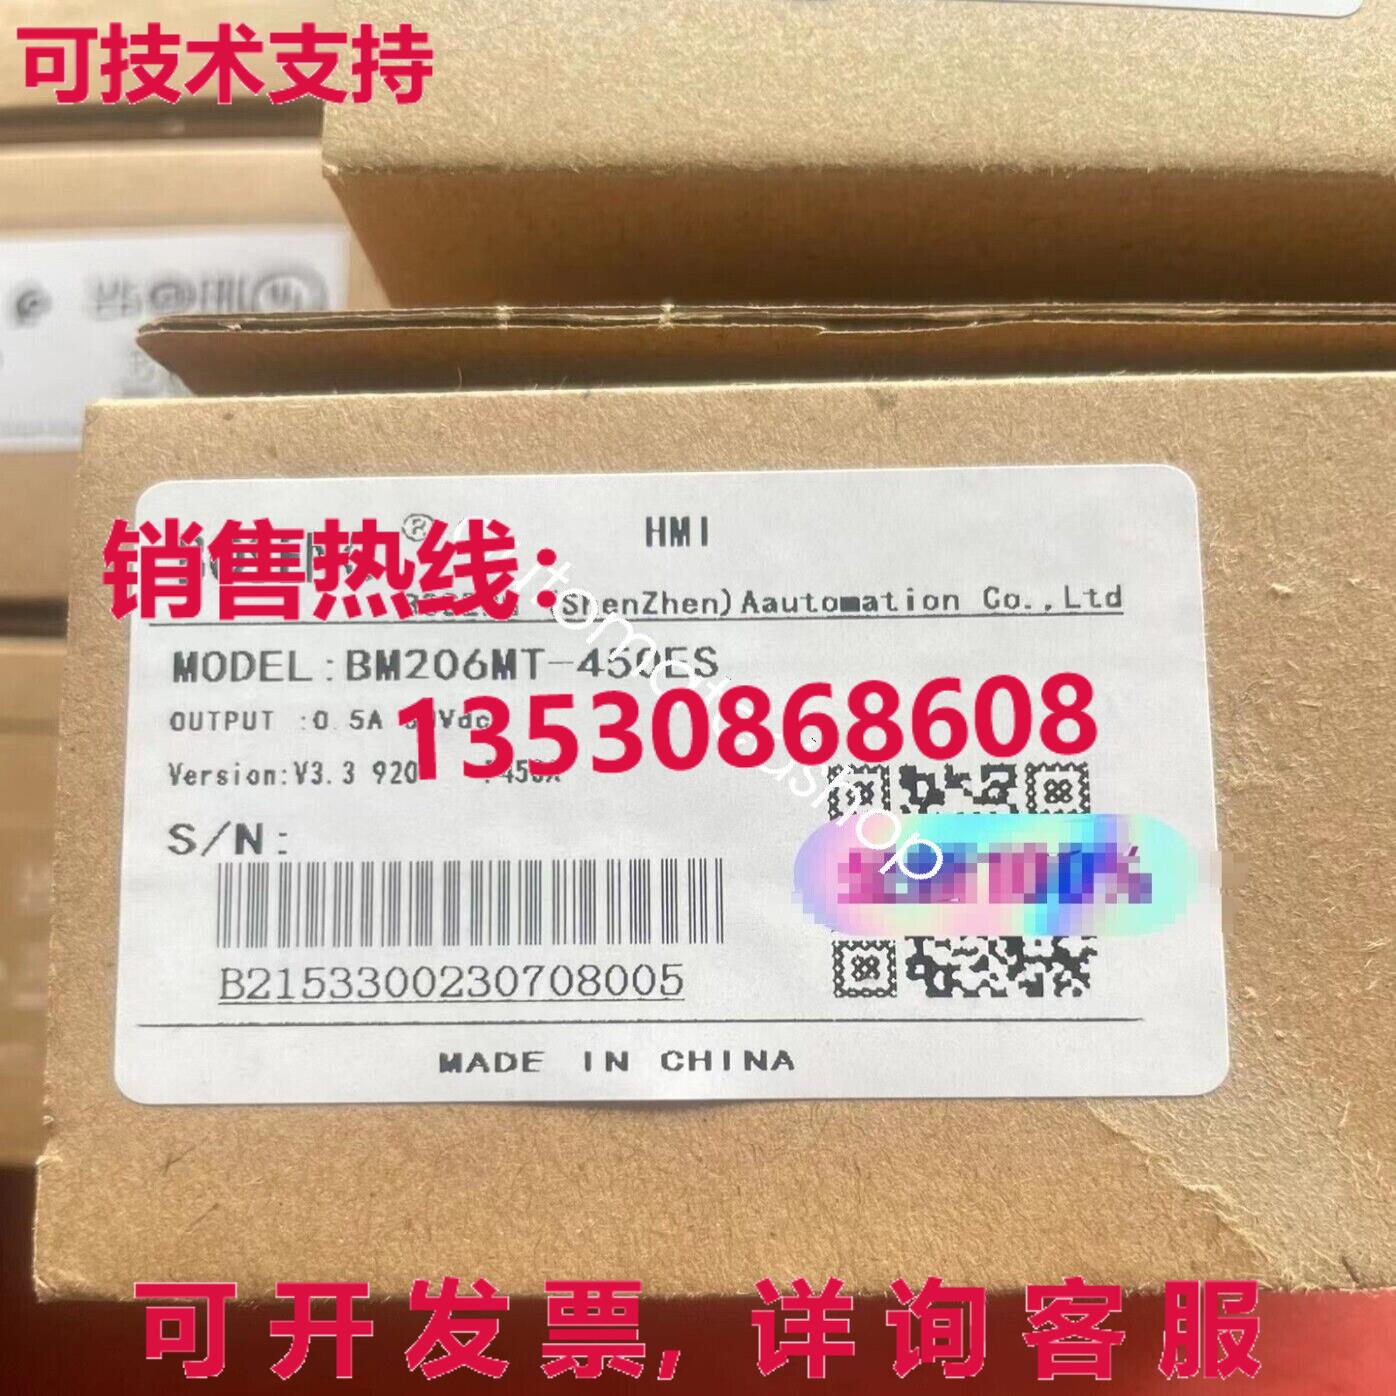 可技术支持
HMI
销售热线:
(ShenZhen)Aautomation Co.,Ltd
MODEL:BM206MT-450ES
OUTPUT :0.5A
13530868608
Version:V3.3 920
S/N:
B2153300230708005
MADE IN CHINA
可开发票,详询客服